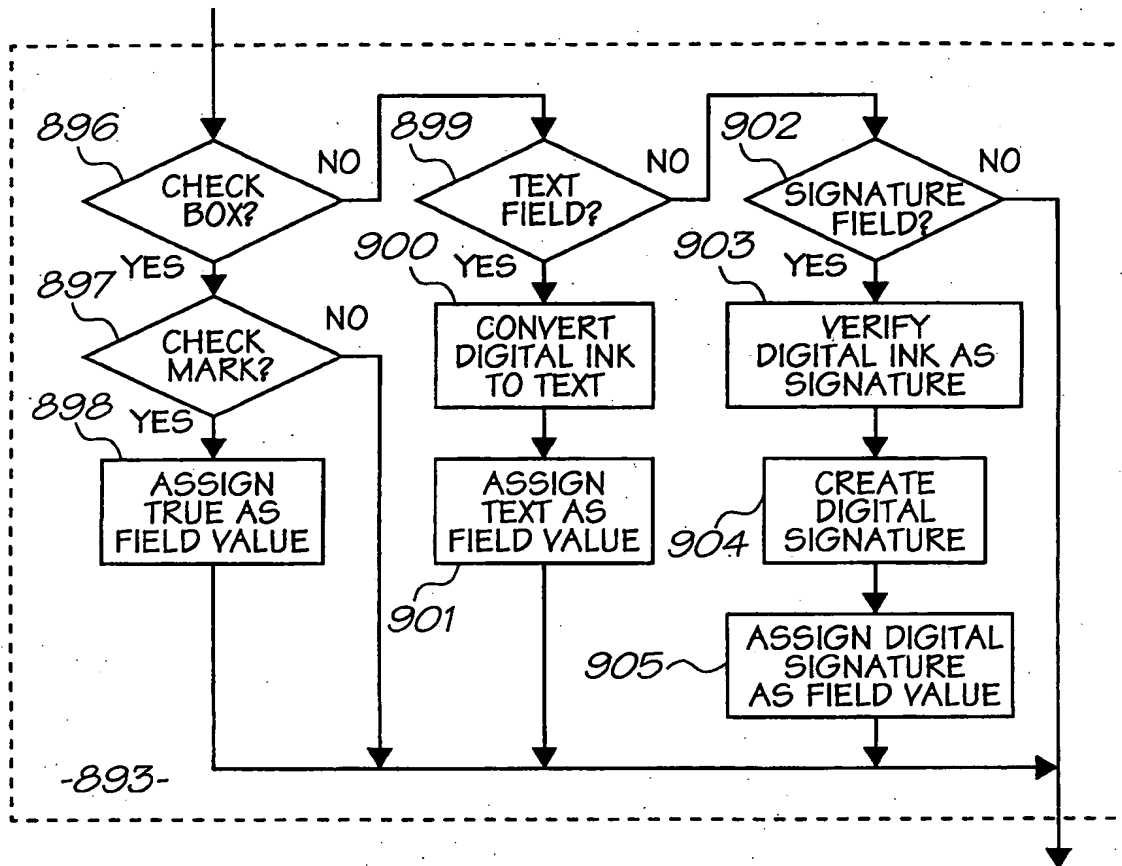 896
CHECK
BOX?
NO
YES
899
TEXT
FIELD?
NO
YES
902
SIGNATURE
FIELD?
NO
YES
897
CHECK
MARK?
NO
YES
900
CONVERT
DIGITAL INK
TO TEXT
903
VERIFY
DIGITAL INK AS
SIGNATURE
898
ASSIGN
TRUE AS
FIELD VALUE
ASSIGN
TEXT AS
FIELD VALUE
901
CREATE
DIGITAL
SIGNATURE
904
ASSIGN DIGITAL
SIGNATURE
AS FIELD VALUE
905
-893-